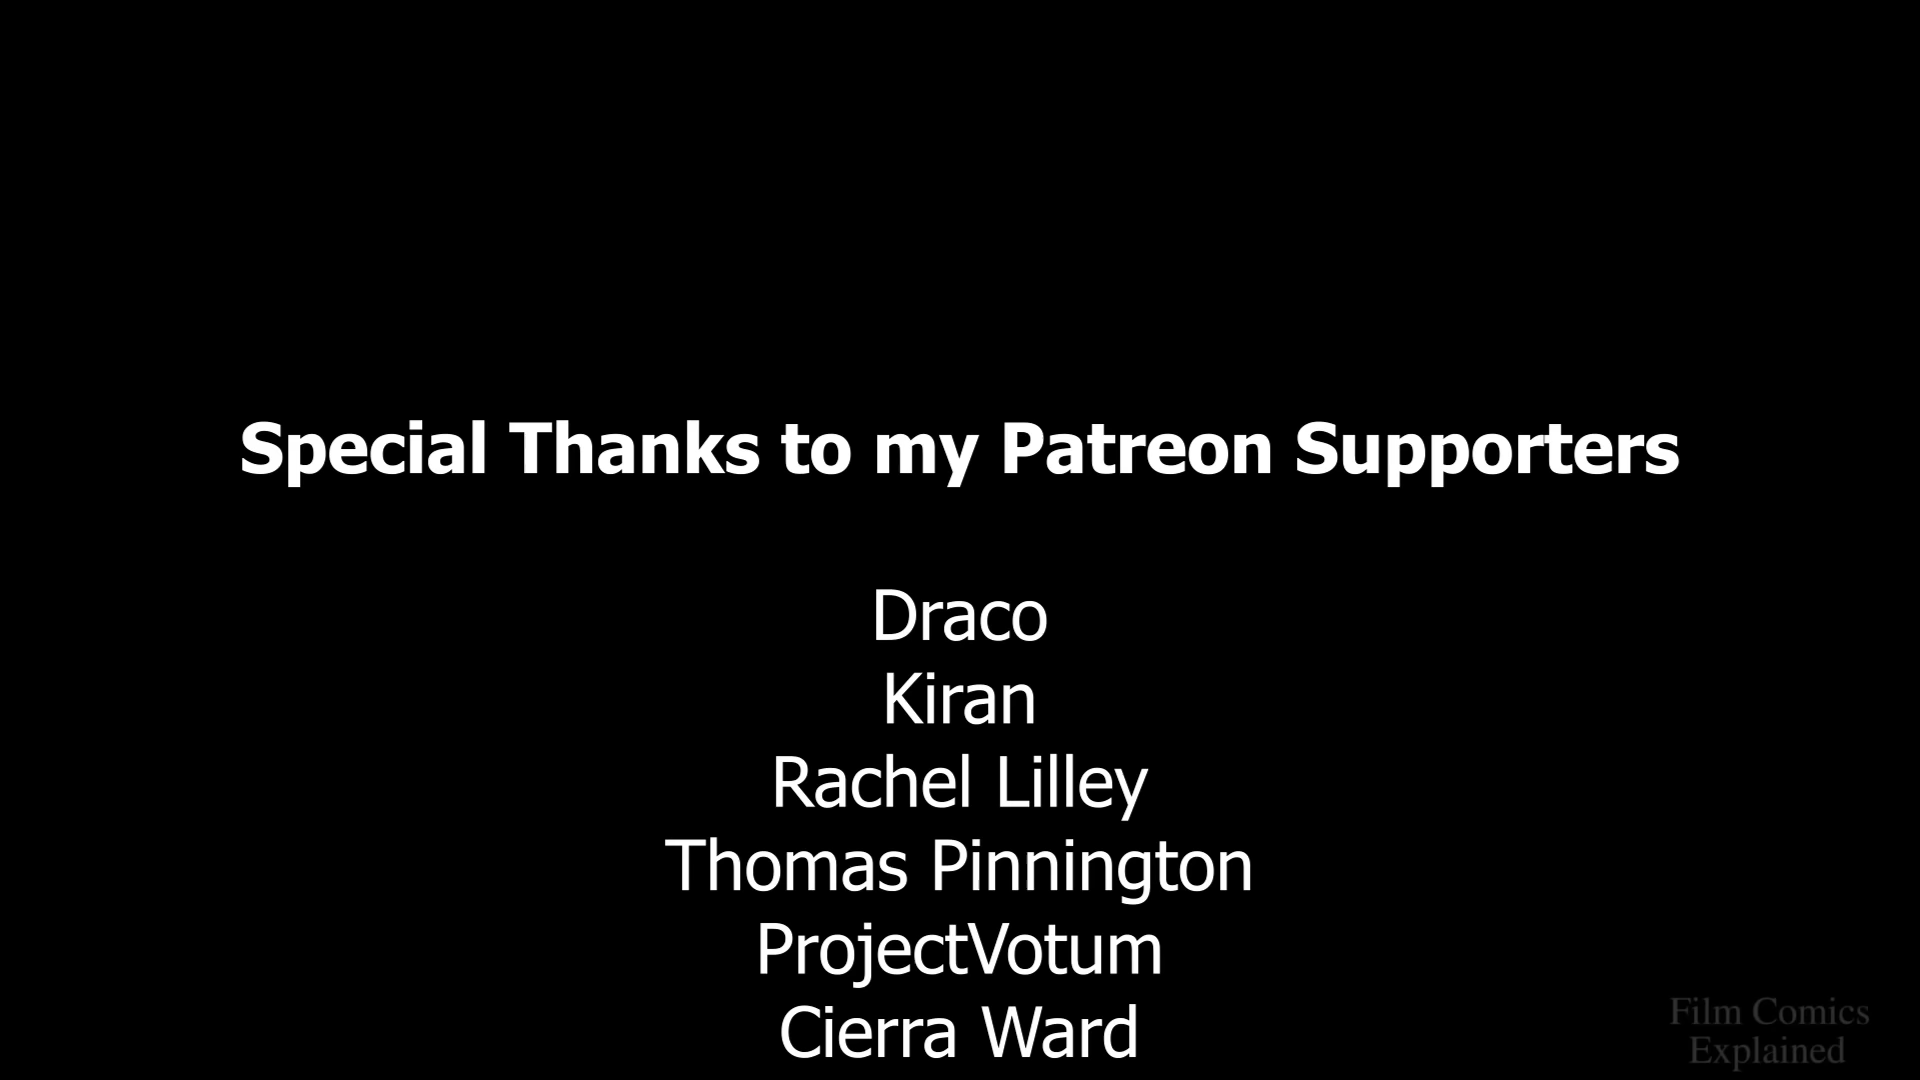 Special Thanks to my Patreon Supporters
Draco
Kiran
Rachel Lilley
Thomas Pinnington
ProjectVotum
Cierra Ward
Film Comics
Explained